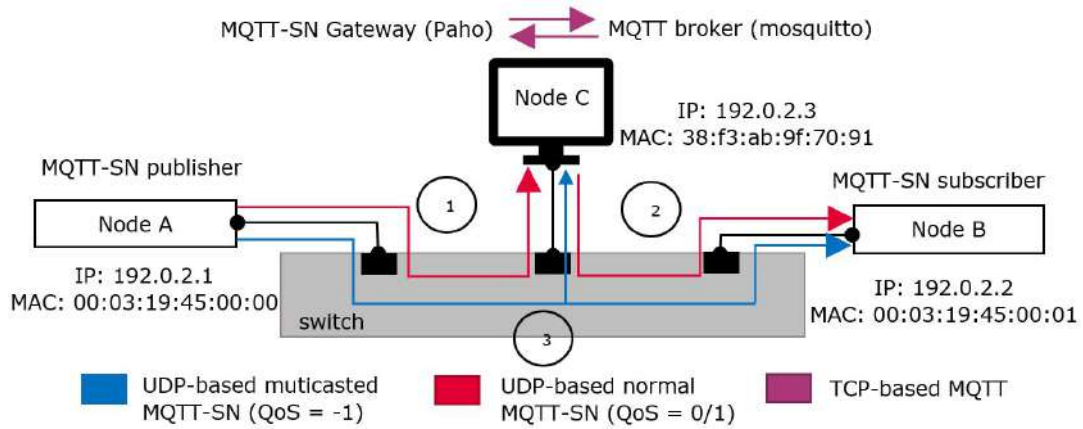 MQTT-SN Gateway (Paho)
MQTT broker (mosquitto)
Node C
IP: 192.0.2.3
MAC: 38:f3:ab:9f:70:91
MQTT-SN publisher
1
2
MQTT-SN subscriber
Node A
Node B
IP: 192.0.2.1
MAC: 00:03:19:45:00:00
IP: 192.0.2.2
MAC: 00:03:19:45:00:01
switch
3
UDP-based muticasted
MQTT-SN (QoS = -1)
UDP-based normal
MQTT-SN (QoS = 0/1)
TCP-based MQTT